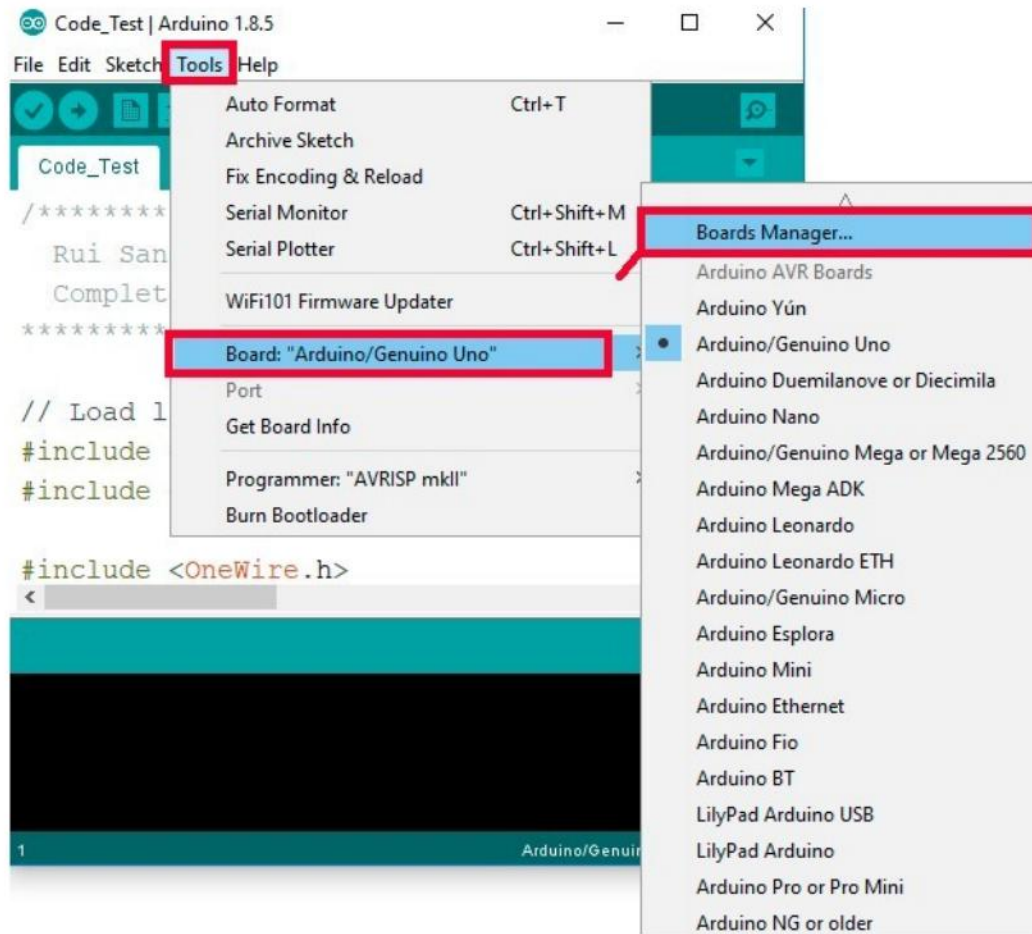 Code_Test | Arduino 1.8.5
File Edit Sketch Tools Help
Auto Format Ctrl+T
Archive Sketch
Fix Encoding & Reload
Serial Monitor Ctrl+Shift+M
Serial Plotter Ctrl+Shift+L
WiFi101 Firmware Updater
Board: "Arduino/Genuino Uno"
Port
Get Board Info
Programmer: "AVRISP mkII"
Burn Bootloader
Boards Manager...
Arduino AVR Boards
Arduino Yún
Arduino/Genuino Uno
Arduino Duemilanove or Diecimila
Arduino Nano
Arduino/Genuino Mega or Mega 2560
Arduino Mega ADK
Arduino Leonardo
Arduino Leonardo ETH
Arduino/Genuino Micro
Arduino Esplora
Arduino Mini
Arduino Ethernet
Arduino Fio
Arduino BT
LilyPad Arduino USB
LilyPad Arduino
Arduino Pro or Pro Mini
Arduino NG or older
Code_Test
/********
Rui San
Complet
*********
// Load l
#include
#include
#include <OneWire.h>
1
Arduino/Genui